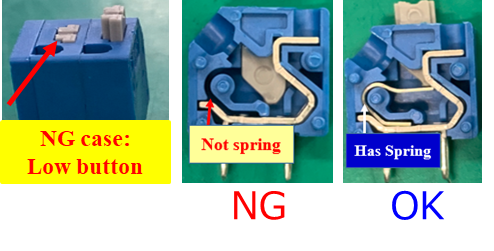 NG case:
Low button
Not spring
Has Spring
NG
OK